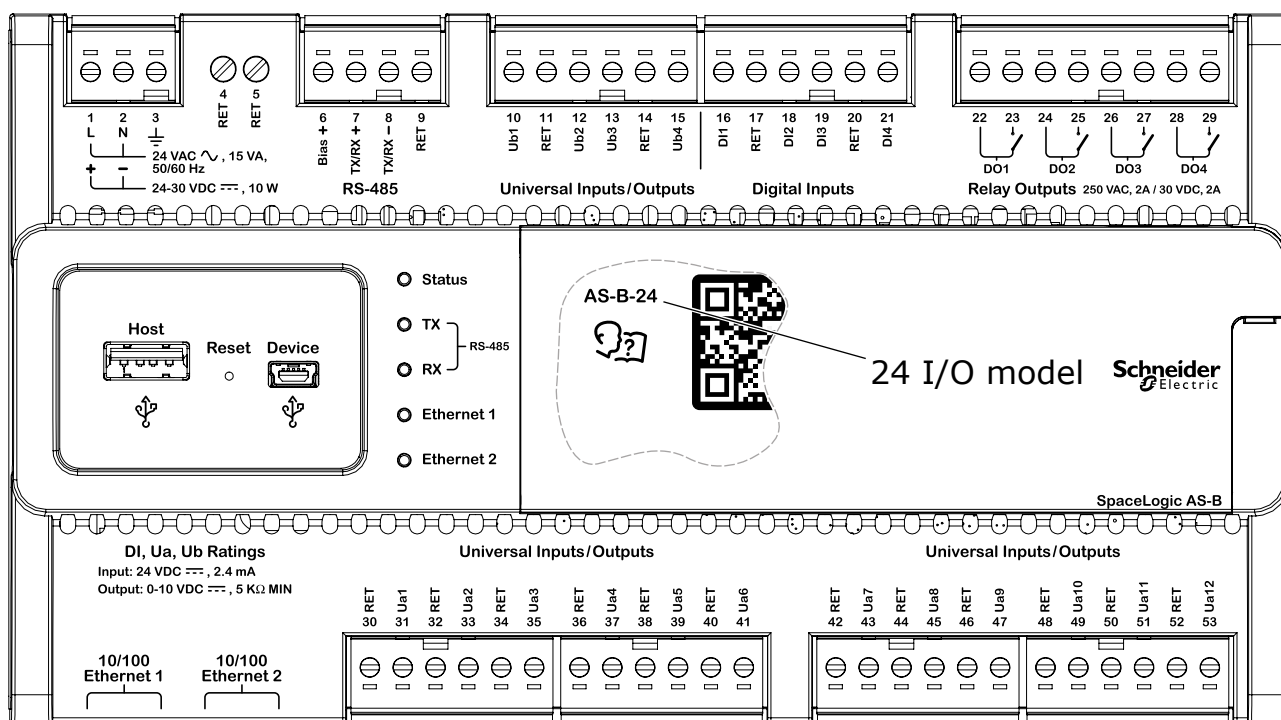 1 2 3
L N
4 5
RET RET
6 7 8 9
Bias + TX/RX + TX/RX − RET
10 11 12 13 14 15
Ub1 RET Ub2 Ub3 RET Ub4
16 17 18 19 20 21
DI1 RET DI2 DI3 RET DI4
22 23 24 25 26 27 28 29
DO1 DO2 DO3 DO4
24 VAC ∿ , 15 VA,
50/60 Hz
+ −
24-30 VDC ⎓ , 10 W
RS-485
Universal Inputs/Outputs
Digital Inputs
Relay Outputs 250 VAC, 2A / 30 VDC, 2A
Host
Reset
Device
Status
TX
RS-485
RX
Ethernet 1
Ethernet 2
AS-B-24
?
24 I/O model
Schneider
Electric
SpaceLogic AS-B
DI, Ua, Ub Ratings
Input: 24 VDC ⎓ , 2.4 mA
Output: 0-10 VDC ⎓ , 5 KΩ MIN
Universal Inputs/Outputs
Universal Inputs/Outputs
RET Ua1 RET Ua2 RET Ua3 RET Ua4 RET Ua5 RET Ua6
30 31 32 33 34 35 36 37 38 39 40 41
RET Ua7 RET Ua8 RET Ua9 RET Ua10 RET Ua11 RET Ua12
42 43 44 45 46 47 48 49 50 51 52 53
10/100
Ethernet 1
10/100
Ethernet 2